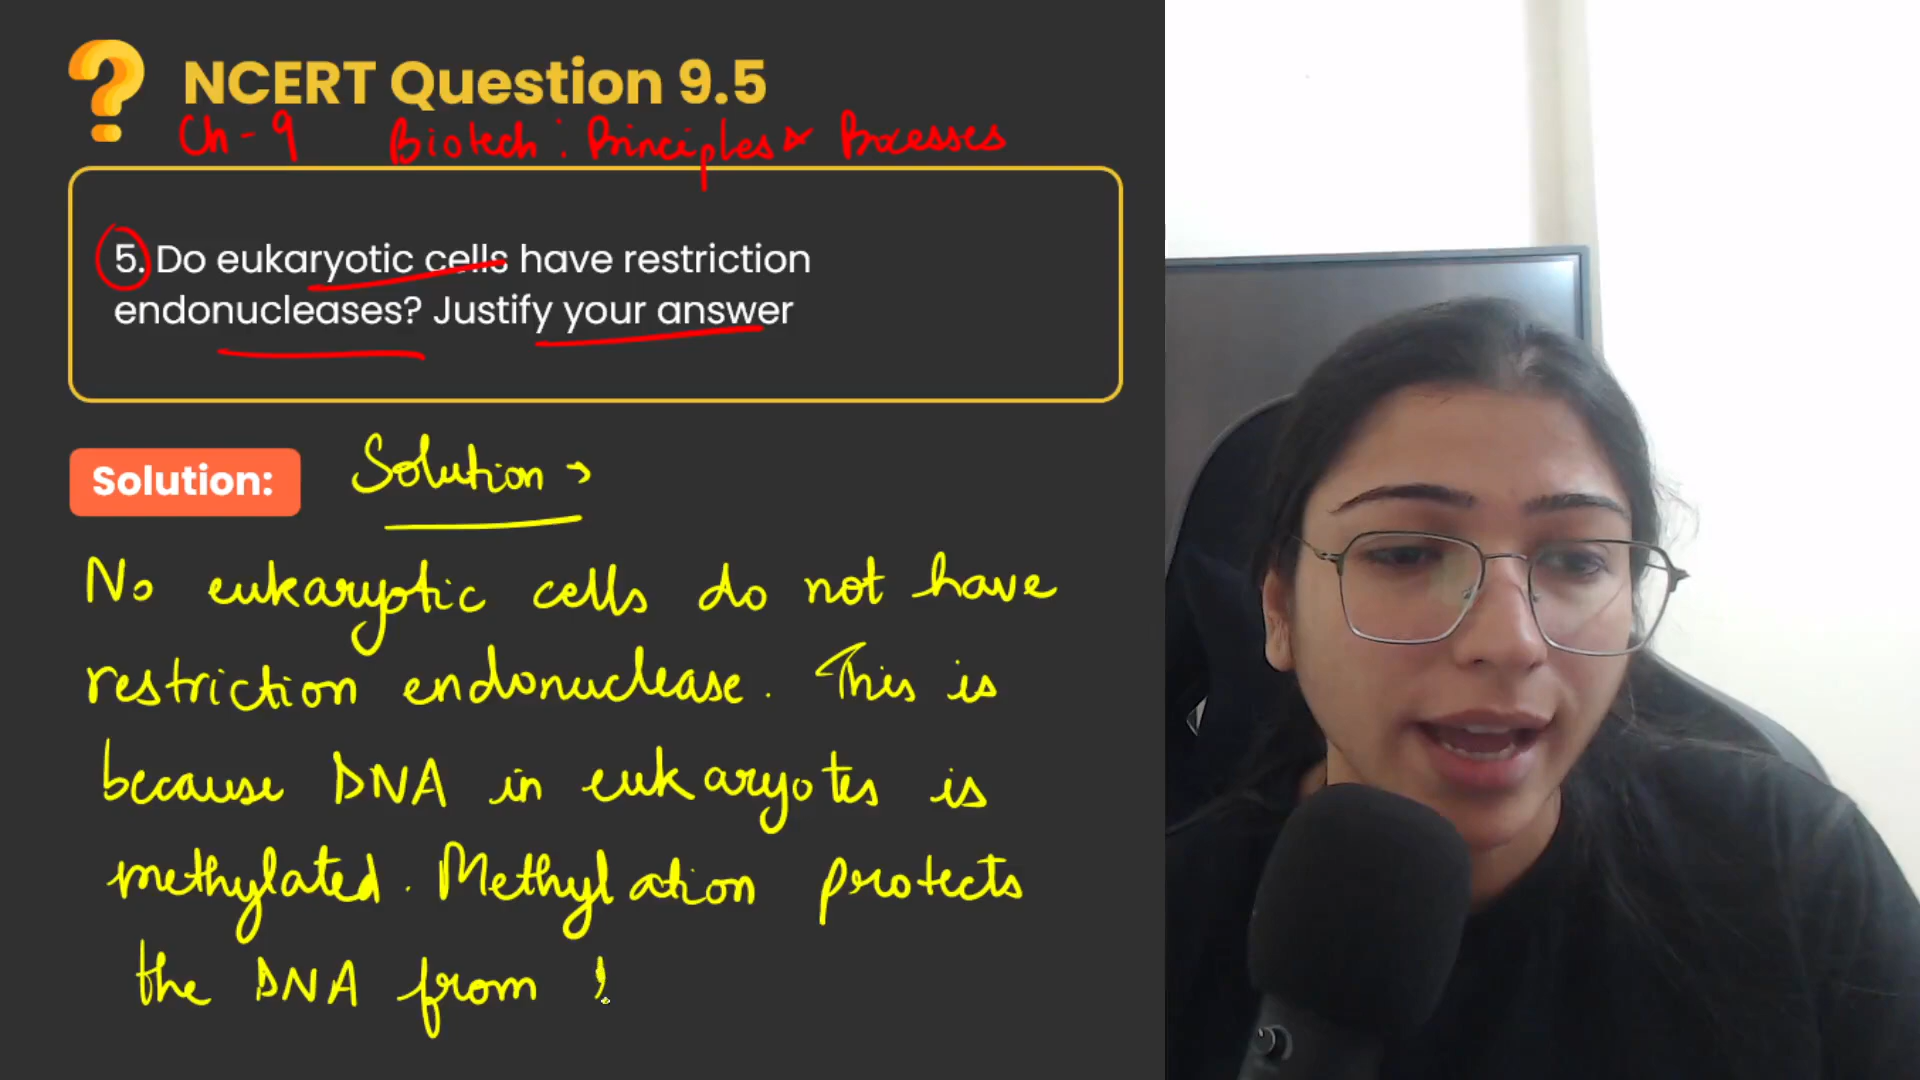 NCERT Question 9.5
Ch-9 Biotech: Principles & Processes
5. Do eukaryotic cells have restriction
endonucleases? Justify your answer
Solution: Solution →
No eukaryotic cells do not have
restriction endonuclease. This is
because DNA in eukaryotes is
methylated. Methylation protects
the DNA from